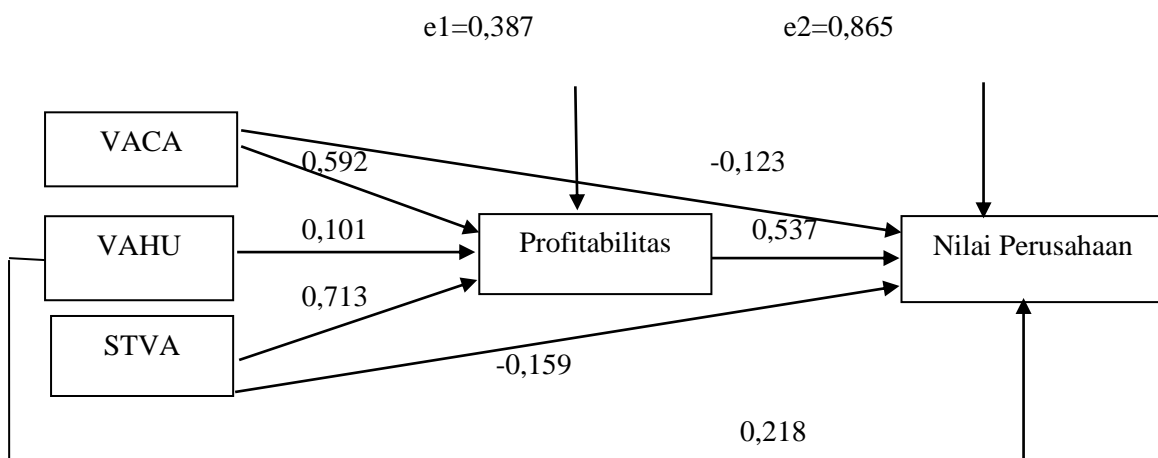 e1=0,387
e2=0,865
VACA
0,592
-0,123
VAHU
0,101
Profitabilitas
0,537
Nilai Perusahaan
0,713
STVA
-0,159
0,218